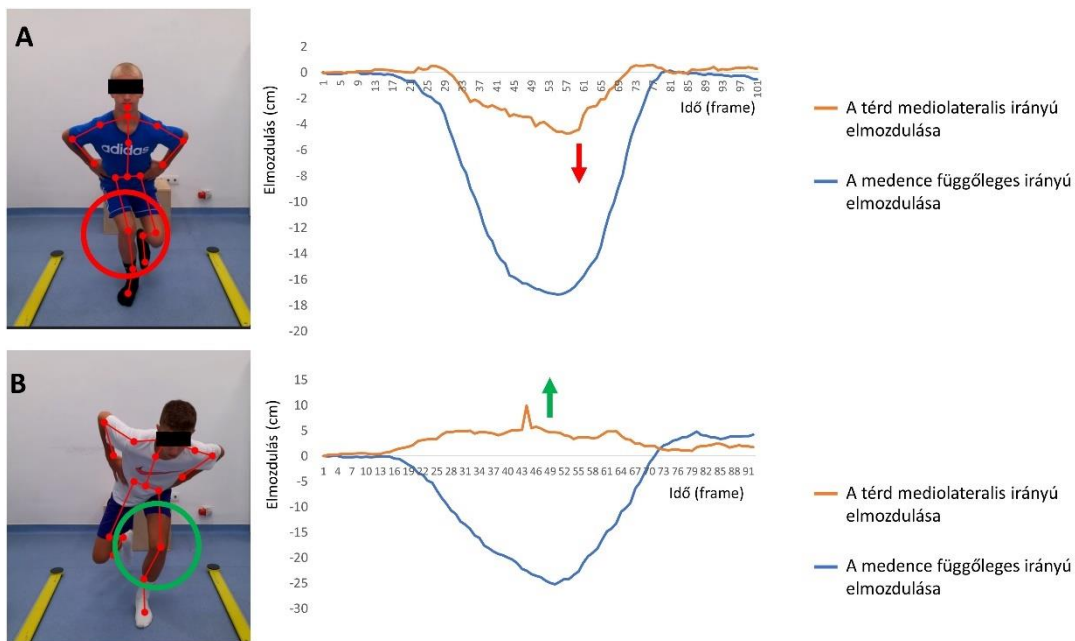 A
adidas
Elmozdulás (cm)
2
0
-2
-4
-6
-8
-10
-12
-14
-16
-18
-20
1 5 9 13 17 21 25 29 33 37 41 45 49 53 57 61 65 69 73 77 81 85 89 93 97 101
Idő (frame)
A térd mediolateralis irányú
elmozdulása
A medence függőleges irányú
elmozdulása
B
Elmozdulás (cm)
15
10
5
0
-5
-10
-15
-20
-25
-30
1 4 7 10 13 16 19 22 25 28 31 34 37 40 43 46 49 52 55 58 61 64 67 70 73 76 79 82 85 88 91
Idő (frame)
A térd mediolateralis irányú
elmozdulása
A medence függőleges irányú
elmozdulása